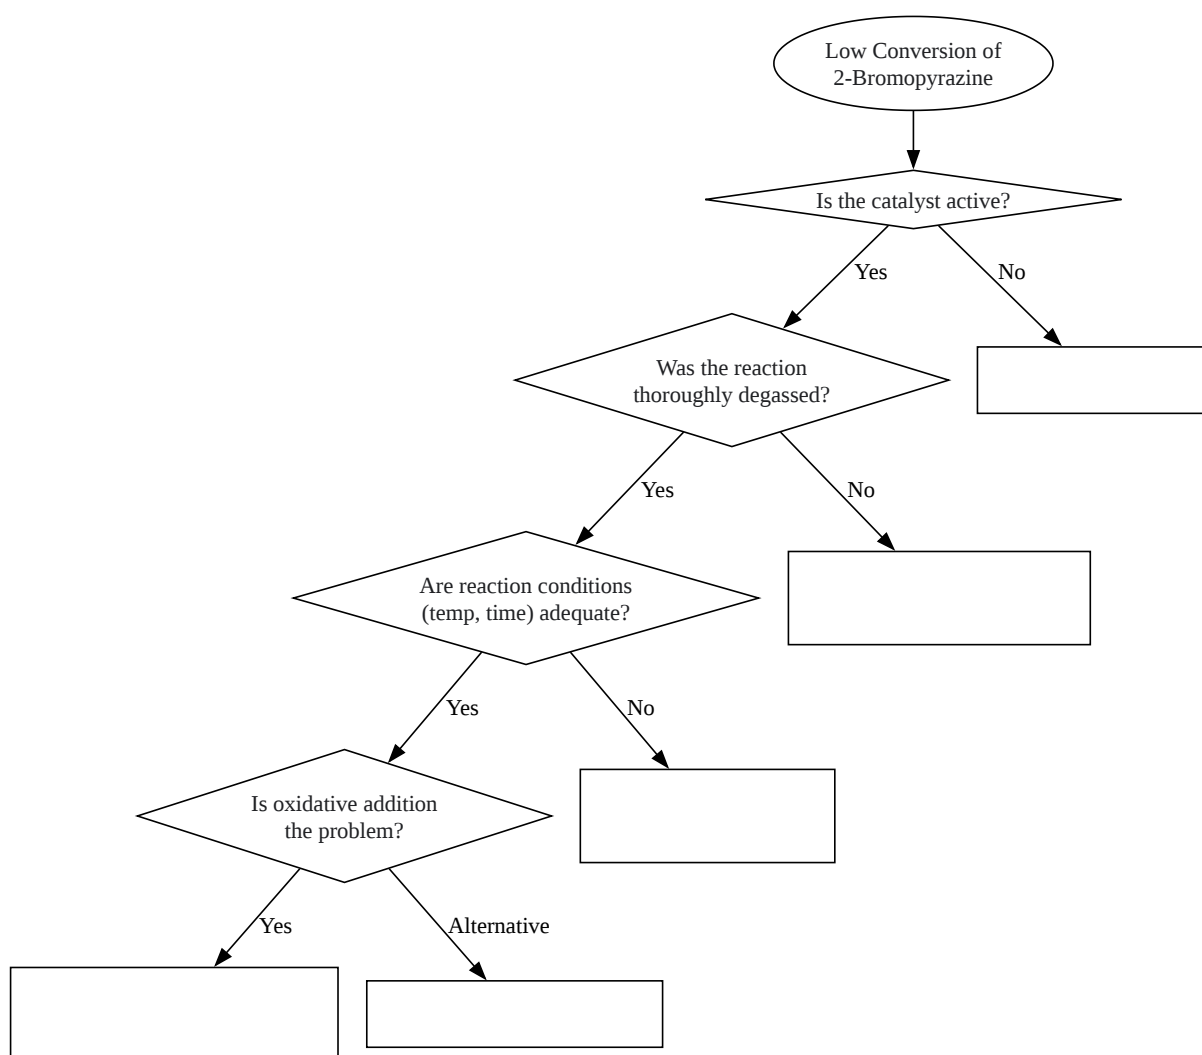 Low Conversion of
2-Bromopyrazine
Is the catalyst active?
Yes
No
Was the reaction
thoroughly degassed?
Yes
No
Are reaction conditions
(temp, time) adequate?
Yes
No
Is oxidative addition
the problem?
Yes
Alternative